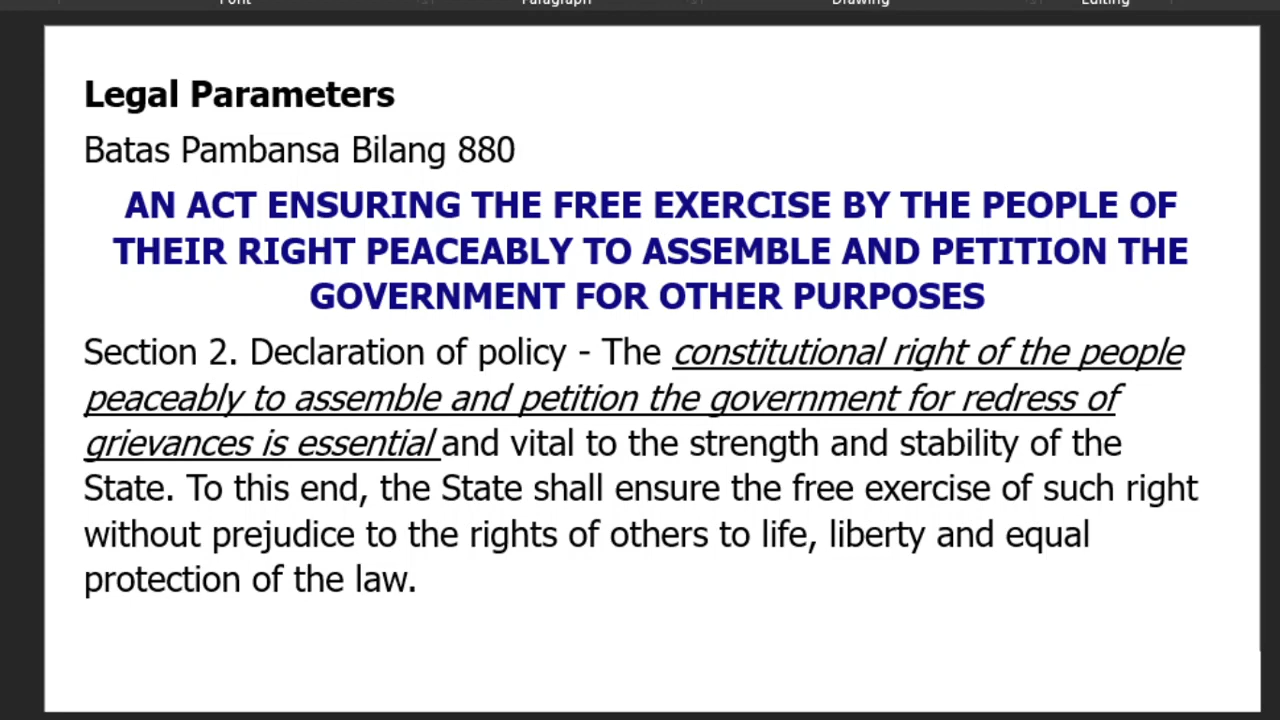 Font Paragraph Drawing Editing
Legal Parameters
Batas Pambansa Bilang 880
AN ACT ENSURING THE FREE EXERCISE BY THE PEOPLE OF
THEIR RIGHT PEACEABLY TO ASSEMBLE AND PETITION THE
GOVERNMENT FOR OTHER PURPOSES
Section 2. Declaration of policy - The constitutional right of the people
peaceably to assemble and petition the government for redress of
grievances is essential and vital to the strength and stability of the
State. To this end, the State shall ensure the free exercise of such right
without prejudice to the rights of others to life, liberty and equal
protection of the law.